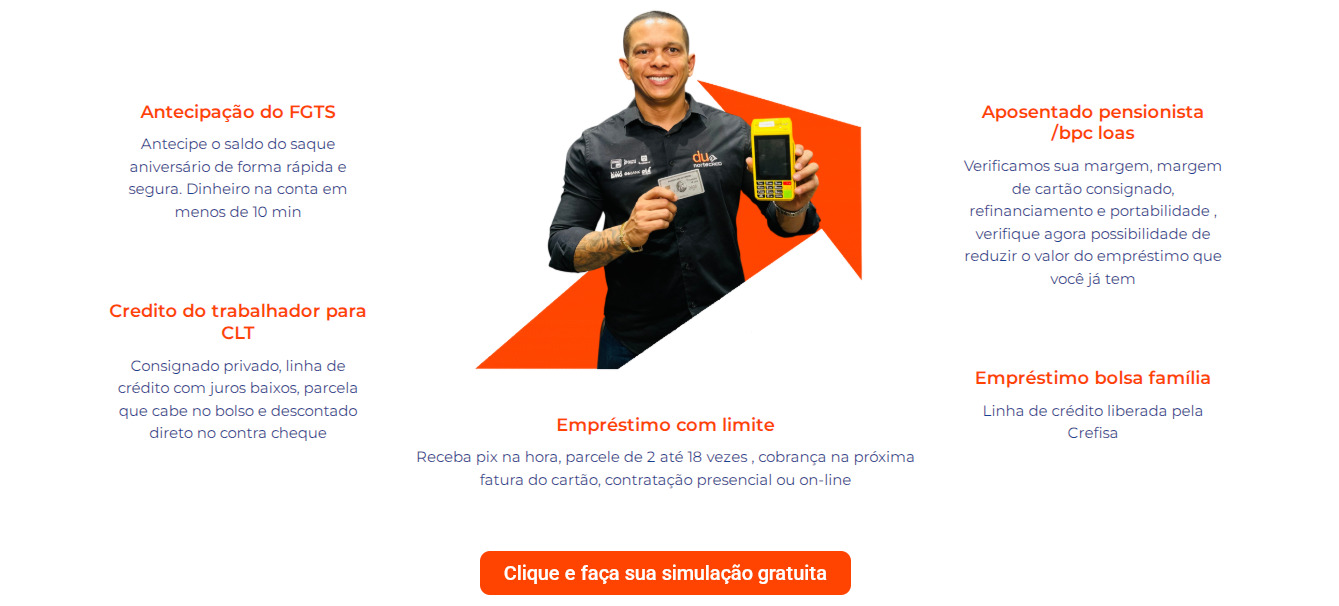 Antecipação do FGTS
Antecipe o saldo do saque
aniversário de forma rápida e
segura. Dinheiro na conta em
menos de 10 min
Credito do trabalhador para
CLT
Consignado privado, linha de
crédito com juros baixos, parcela
que cabe no bolso e descontado
direto no contra cheque
du
Empréstimo com limite
Receba pix na hora, parcele de 2 até 18 vezes , cobrança na próxima
fatura do cartão, contratação presencial ou on-line
Aposentado pensionista
/bpc loas
Verificamos sua margem, margem
de cartão consignado,
refinanciamento e portabilidade ,
verifique agora possibilidade de
reduzir o valor do empréstimo que
você já tem
Empréstimo bolsa família
Linha de crédito liberada pela
Crefisa
Clique e faça sua simulação gratuita